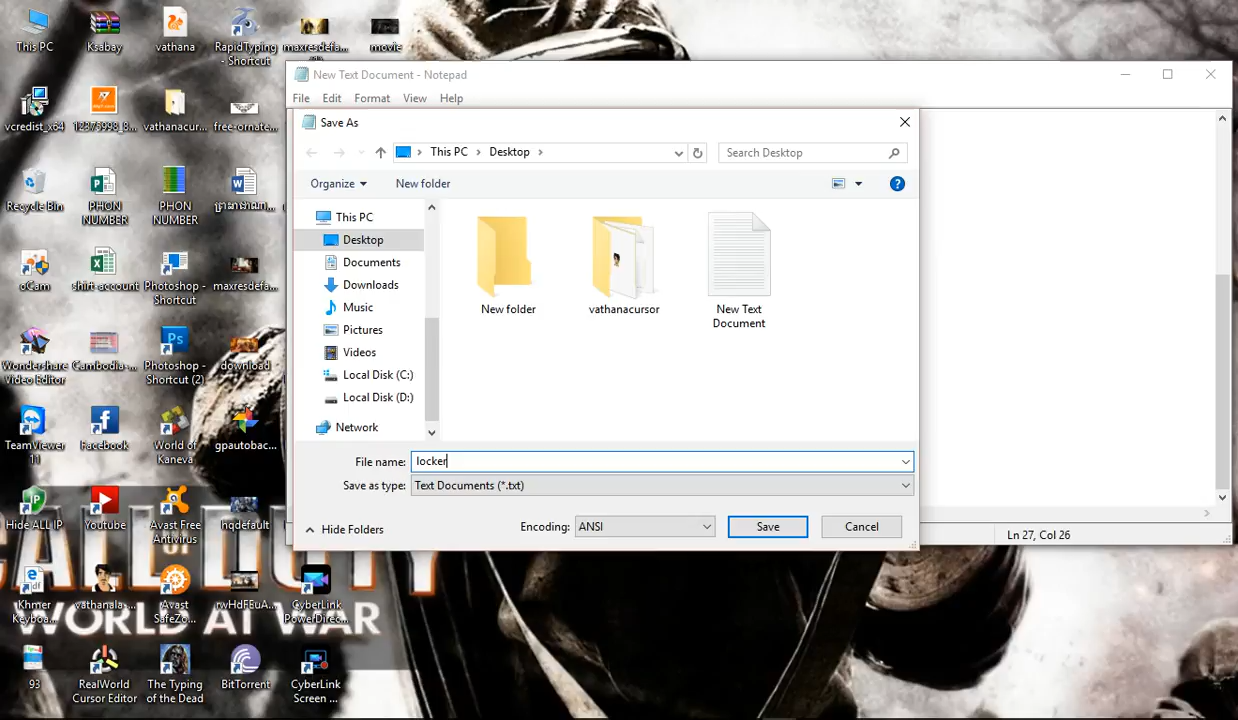 This PC
Ksabay
vathana
RapidTyping
- Shortcut
maxresdefa...
movie
vcredist_x64
12375998_8...
vathanacur...
free-ornate...
Recycle Bin
PHON
NUMBER
PHON
NUMBER
oCam
shirt-account
Photoshop -
Shortcut
maxresdefa...
Wondershare
Video Editor
Cambodia-...
Photoshop -
Shortcut (2)
download
TeamViewer
11
Facebook
World of
Kaneva
gpautobac...
Hide ALL IP
Youtube
Avast Free
Antivirus
hqdefault
Khmer
Keyboa...
vathanala-...
Avast
SafeZo...
rwHdFEuA...
CyberLink
PowerDirec...
93
RealWorld
Cursor Editor
The Typing
of the Dead
BitTorrent
CyberLink
Screen ...
CALL OF DUTY
WORLD AT WAR
New Text Document - Notepad
File Edit Format View Help
Save As
This PC > Desktop >
Search Desktop
Organize
New folder
This PC
Desktop
Documents
Downloads
Music
Pictures
Videos
Local Disk (C:)
Local Disk (D:)
Network
New folder
vathanacursor
New Text
Document
File name: locker
Save as type: Text Documents (*.txt)
Hide Folders
Encoding: ANSI
Save
Cancel
Ln 27, Col 26